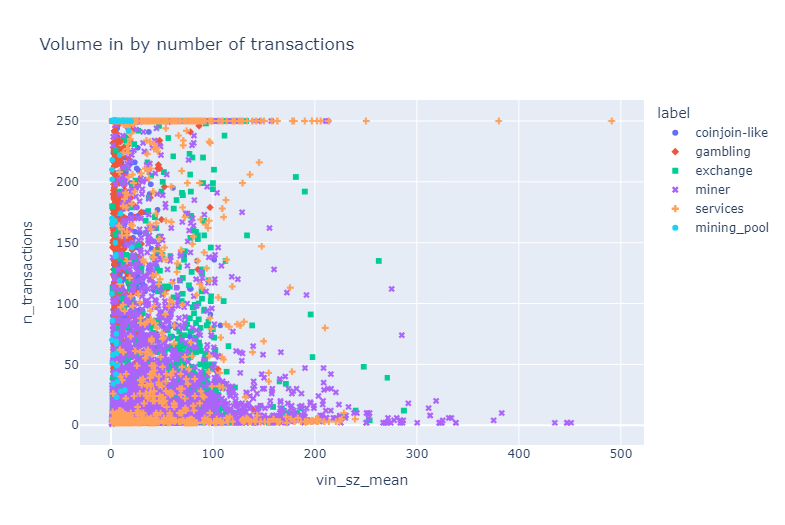 Volume in by number of transactions
label
coinjoin-like
gambling
exchange
miner
services
mining_pool
n_transactions
250
200
150
100
50
0
0
100
200
300
400
500
vin_sz_mean